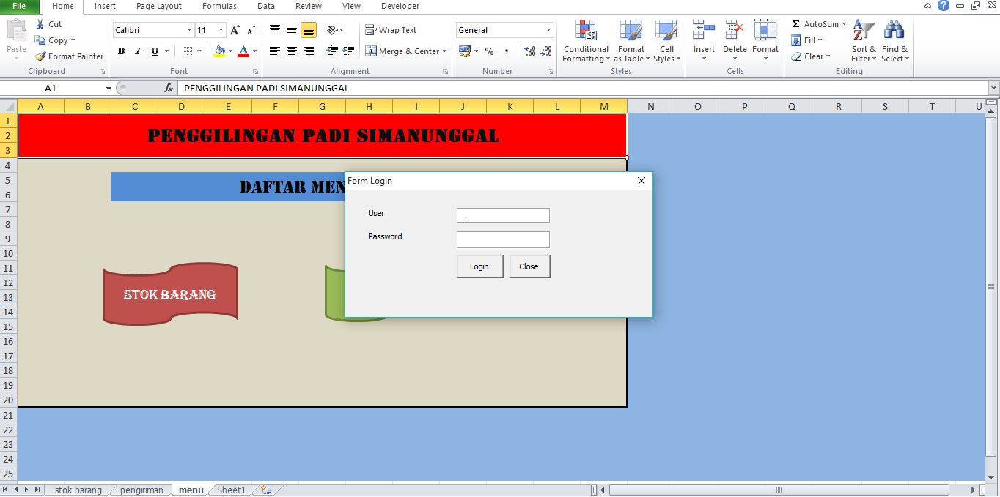 File Home Insert Page Layout Formulas Data Review View Developer
Cut
Copy
Format Painter
Paste
Clipboard
Calibri 11
B I U
Font
Wrap Text
Merge & Center
Alignment
General
% , .00 .00
Number
Conditional Formatting
Format as Table
Cell Styles
Styles
Insert Delete Format
Cells
Σ AutoSum
Fill
Clear
Sort & Filter
Find & Select
Editing
A1 fx PENGGILINGAN PADI SIMANUNGGAL
A B C D E F G H I J K L M N O P Q R S T U
1
2
3
4
5
6
7
8
9
10
11
12
13
14
15
16
17
18
19
20
21
22
23
24
25
PENGGILINGAN PADI SIMANUNGGAL
DAFTAR MEN
STOK BARANG
Form Login
User
Password
Login Close
stok barang pengiriman menu Sheet1